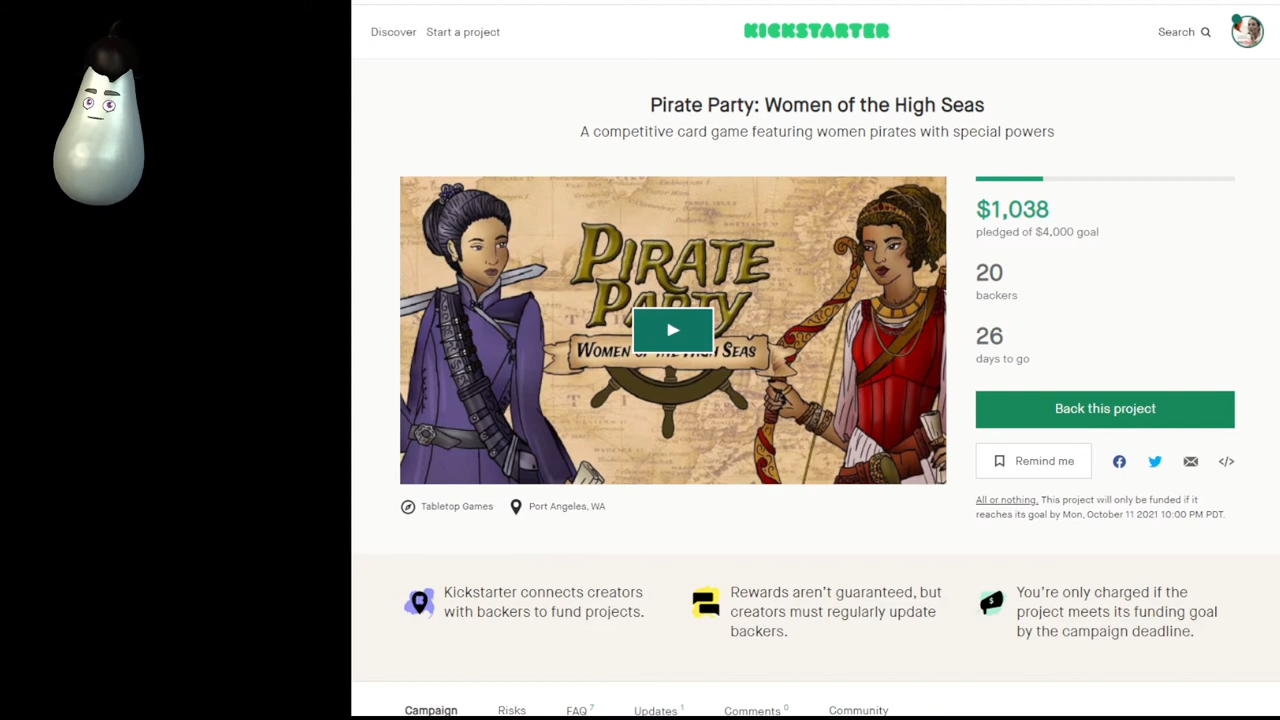 Discover Start a project
KICKSTARTER
Search
Pirate Party: Women of the High Seas
A competitive card game featuring women pirates with special powers
PIRATE
PARTY
WOMEN OF THE HIGH SEAS
$1,038
pledged of $4,000 goal
20
backers
26
days to go
Back this project
Remind me
All or nothing. This project will only be funded if it
reaches its goal by Mon, October 11 2021 10:00 PM PDT.
Tabletop Games Port Angeles, WA
Kickstarter connects creators
with backers to fund projects.
Rewards aren't guaranteed, but
creators must regularly update
backers.
You're only charged if the
project meets its funding goal
by the campaign deadline.
Campaign Risks FAQ 7 Updates 1 Comments 0 Community